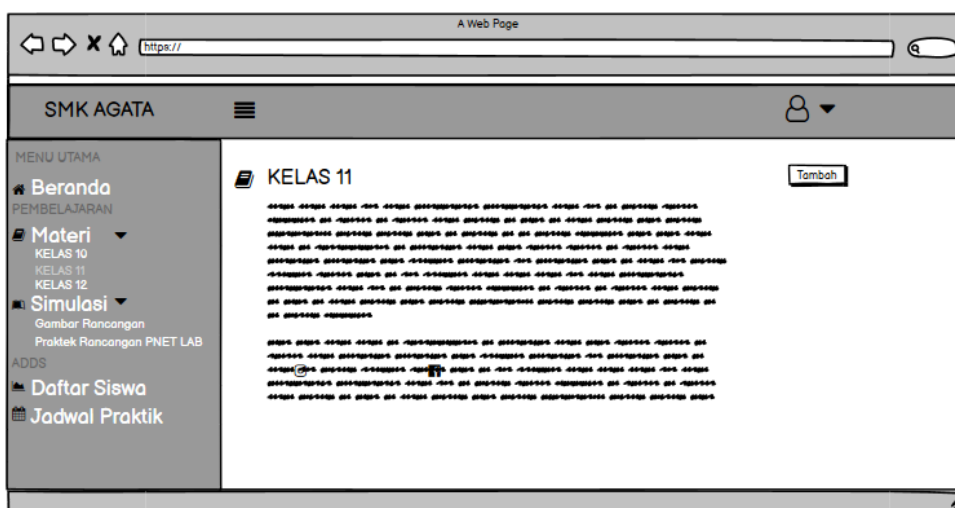 A Web Page
https://
SMK AGATA
MENU UTAMA
Beranda
PEMBELAJARAN
Materi
KELAS 10
KELAS 11
KELAS 12
Simulasi
Gambar Rancangan
Praktek Rancangan PNET LAB
ADDS
Daftar Siswa
Jadwal Praktik
KELAS 11
Tambah